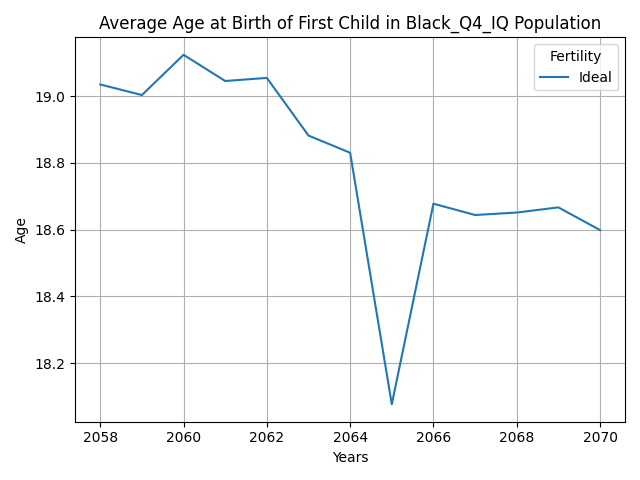 Average Age at Birth of First Child in Black_Q4_IQ Population
Fertility
Ideal
19.0
18.8
18.6
18.4
18.2
Age
2058
2060
2062
2064
2066
2068
2070
Years